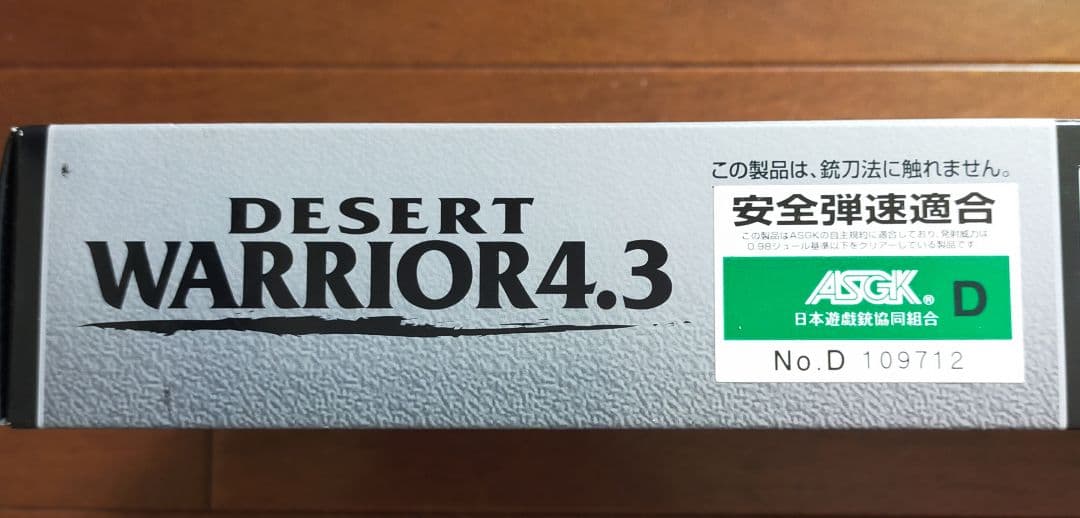 DESERT
WARRIOR4.3
この製品は、銃刀法に触れません。
安全弾速適合
この製品はASGKの自主規約に適合しており、発射威力は
0.98ジュール基準以下をクリアーしている製品です
ASGK® D
日本遊戯銃協同組合
No.D 109712